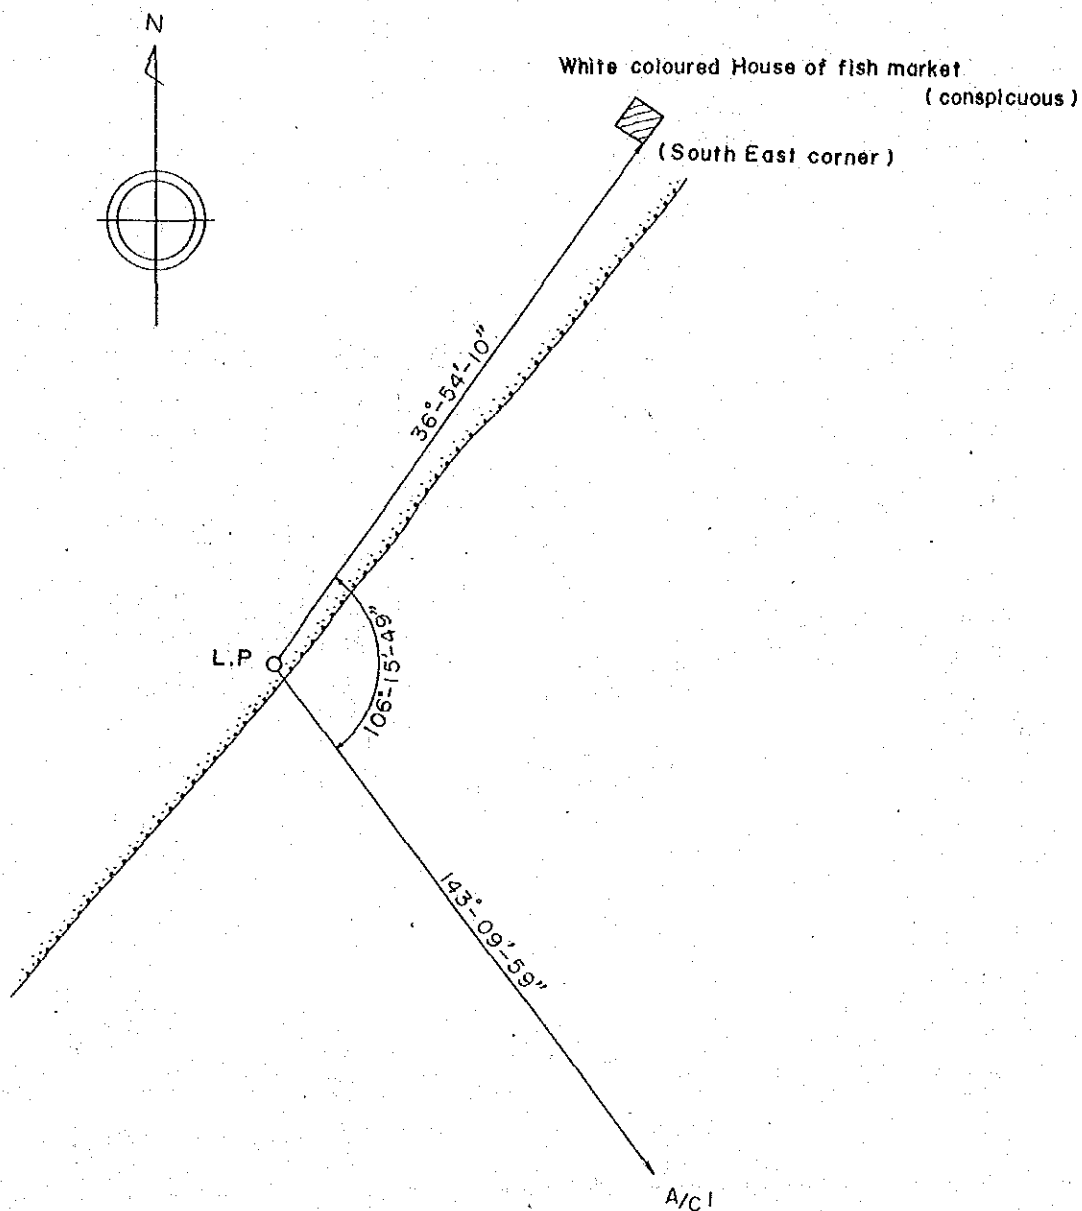 N
White coloured House of fish market
(conspicuous)
(South East corner)
36°-54'-10"
106°-15'-49"
L.P
143°-09'-59"
A/C 1